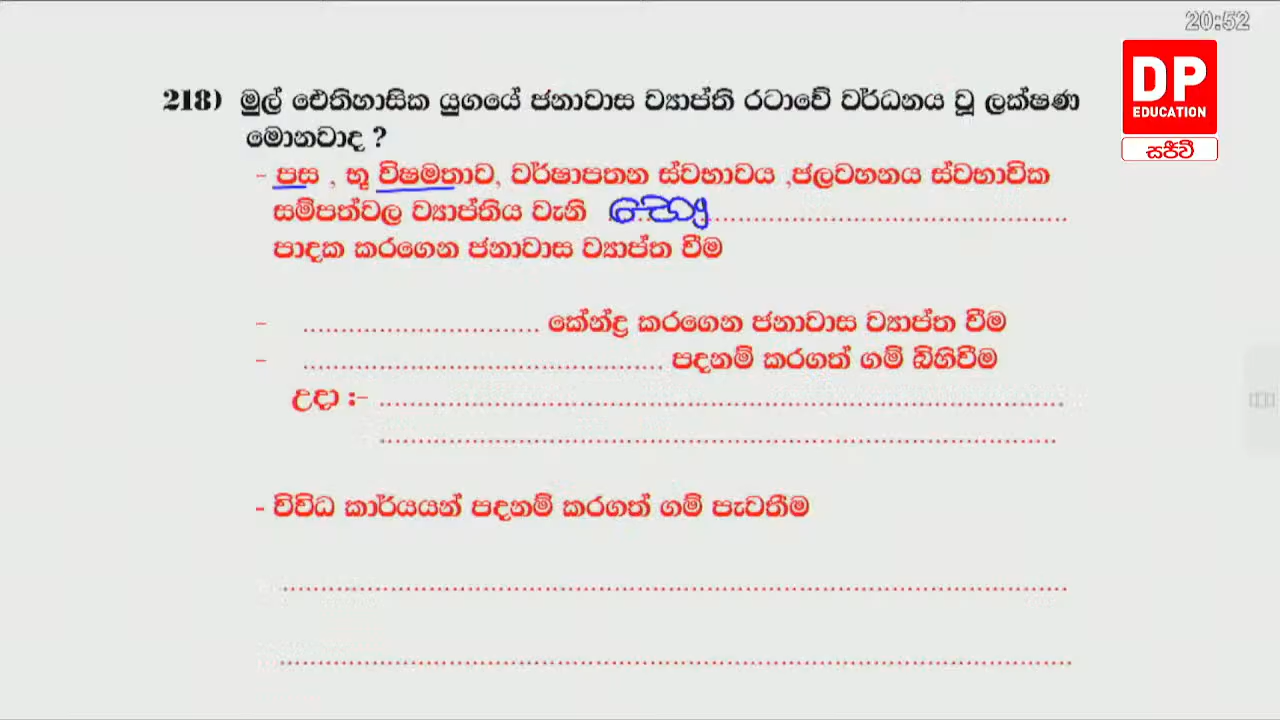 20:52
DP
EDUCATION
සජීවී
218) මුල් ඓතිහාසික යුගයේ ජනාවාස ව්‍යාප්ති රටාවේ වර්ධනය වූ ලක්ෂණ
මොනවාද ?
- පස , භූ විෂමතාව, වර්ෂාපතන ස්වභාවය ,ජලවහනය ස්වභාවික
සම්පත්වල ව්‍යාප්තිය වැනි ..............................
පාදක කරගෙන ජනාවාස ව්‍යාප්ත වීම
- .............................. කේන්ද්‍ර කරගෙන ජනාවාස ව්‍යාප්ත වීම
- .............................. පදනම් කරගත් ගම් බිහිවීම
උදා :- ..............................
..............................
- විවිධ කාර්යයන් පදනම් කරගත් ගම් පැවතීම
..............................
..............................